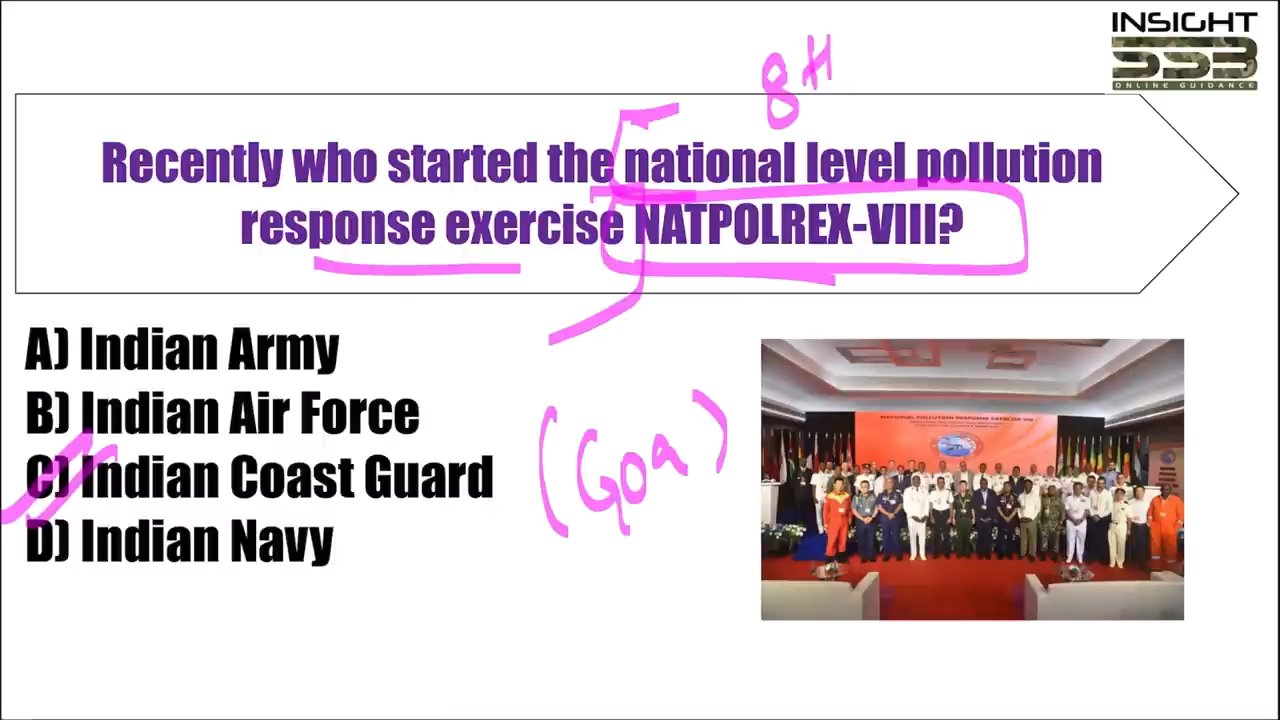 INSIGHT
SSB
ONLINE GUIDANCE
8th
Recently who started the national level pollution
response exercise NATPOLREX-VIII?
A) Indian Army
B) Indian Air Force
C) Indian Coast Guard
D) Indian Navy
(Goa)
NATIONAL POLLUTION RESPONSE EXERCISE-VIII